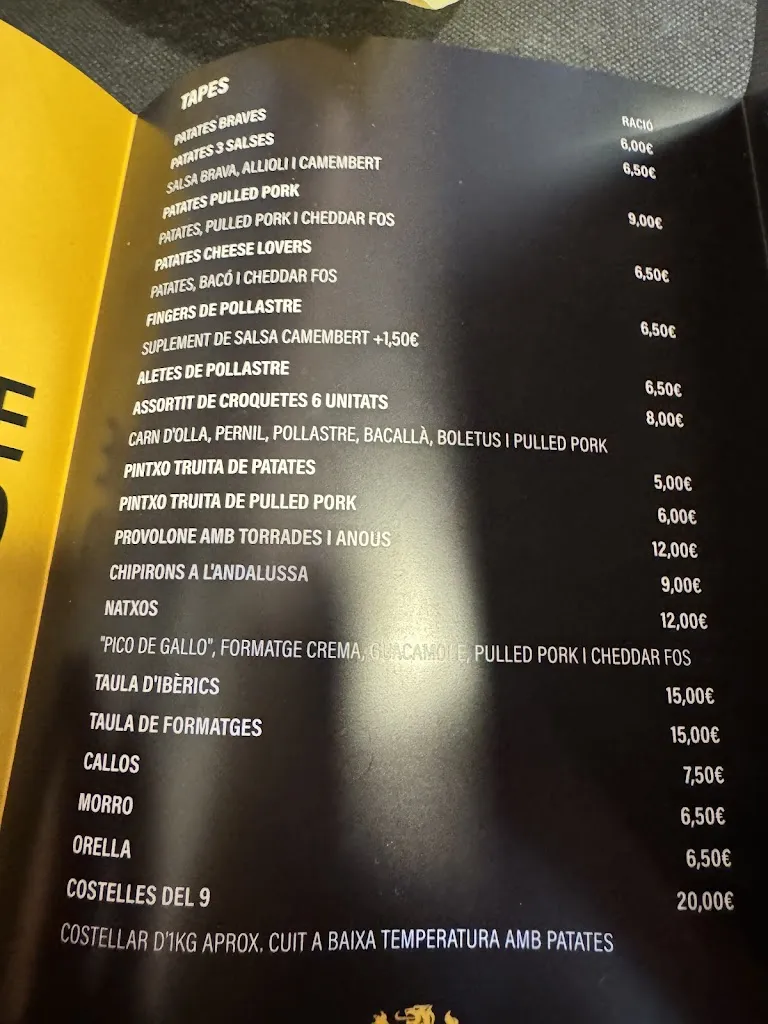 TAPES
RACIÓ
PATATES BRAVES 6,00€
PATATES 3 SALSES 6,50€
SALSA BRAVA, ALLIOLI I CAMEMBERT
PATATES PULLED PORK 9,00€
PATATES, PULLED PORK I CHEDDAR FOS
PATATES CHEESE LOVERS 6,50€
PATATES, BACÓ I CHEDDAR FOS
FINGERS DE POLLASTRE 6,50€
SUPLEMENT DE SALSA CAMEMBERT +1,50€
ALETES DE POLLASTRE 6,50€
ASSORTIT DE CROQUETES 6 UNITATS 8,00€
CARN D'OLLA, PERNIL, POLLASTRE, BACALLÀ, BOLETUS I PULLED PORK
PINTXO TRUITA DE PATATES 5,00€
PINTXO TRUITA DE PULLED PORK 6,00€
PROVOLONE AMB TORRADES I ANOUS 12,00€
CHIPIRONS A L'ANDALUSSA 9,00€
NATXOS 12,00€
"PICO DE GALLO", FORMATGE CREMA, GUACAMOLE, PULLED PORK I CHEDDAR FOS
TAULA D'IBÈRICS 15,00€
TAULA DE FORMATGES 15,00€
CALLOS 7,50€
MORRO 6,50€
ORELLA 6,50€
COSTELLES DEL 9 20,00€
COSTELLAR D'1KG APROX. CUIT A BAIXA TEMPERATURA AMB PATATES